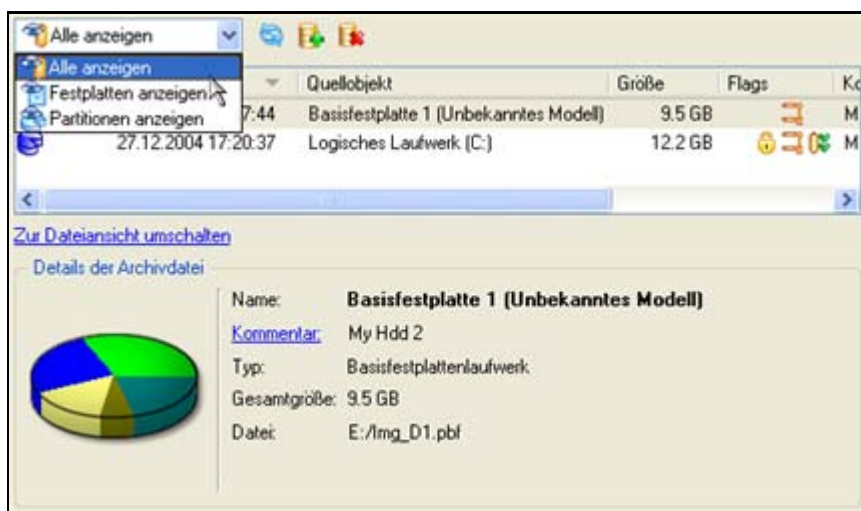 Alle anzeigen
Alle anzeigen
Festplatten anzeigen
Partitionen anzeigen
Quellobjekt Größe Flags
7:44 Basisfestplatte 1 (Unbekanntes Modell) 9.5 GB M
27.12.2004 17:20:37 Logisches Laufwerk (C:) 12.2 GB M
Zur Dateiansicht umschalten
Details der Archivdatei
Name: Basisfestplatte 1 (Unbekanntes Modell)
Kommentar: My Hdd 2
Typ: Basisfestplattenlaufwerk
Gesamtgröße: 9.5 GB
Datei: E:/Img_D1.pbf